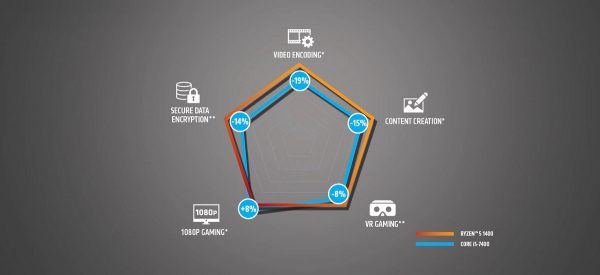 VIDEO ENCODING*
-19%
SECURE DATA
ENCRYPTION**
-14%
-15%
CONTENT CREATION*
1080P
1080P GAMING*
+8%
-8%
VR GAMING**
RYZEN™ 5 1400
CORE i5-7400